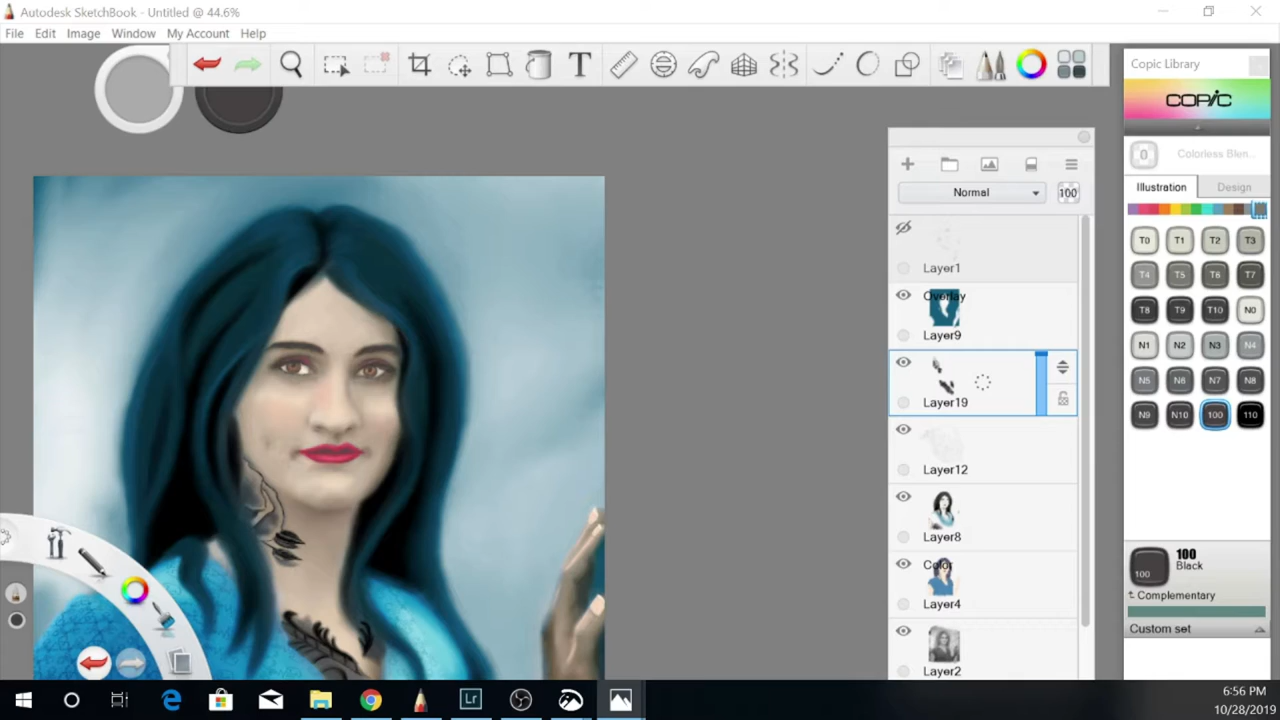 Autodesk SketchBook - Untitled @ 44.6%
File Edit Image Window My Account Help
T
Copic Library
COPIC
0 Colorless Blen...
Illustration Design
Normal 100
T0 T1 T2 T3
T4 T5 T6 T7
T8 T9 T10 N0
N1 N2 N3 N4
N5 N6 N7 N8
N9 N10 100 110
Layer1
Overlay
Layer9
Layer19
Layer12
Layer8
Color
Layer4
Layer2
100
100
Black
Complementary
Custom set
Lr
6:56 PM
10/28/2019